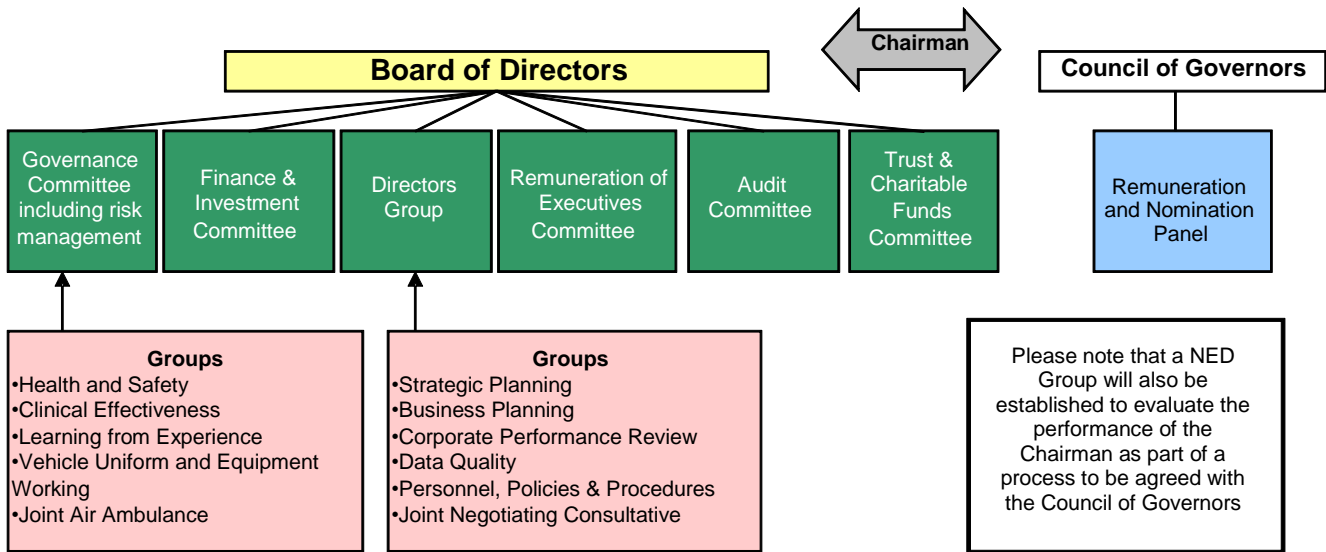 Chairman
Board of Directors
Council of Governors
Governance
Committee
including risk
management
Finance &
Investment
Committee
Directors
Group
Remuneration of
Executives
Committee
Audit
Committee
Trust &
Charitable
Funds
Committee
Remuneration
and Nomination
Panel
Groups
•Health and Safety
•Clinical Effectiveness
•Learning from Experience
•Vehicle Uniform and Equipment
Working
•Joint Air Ambulance
Groups
•Strategic Planning
•Business Planning
•Corporate Performance Review
•Data Quality
•Personnel, Policies & Procedures
•Joint Negotiating Consultative
Please note that a NED
Group will also be
established to evaluate the
performance of the
Chairman as part of a
process to be agreed with
the Council of Governors